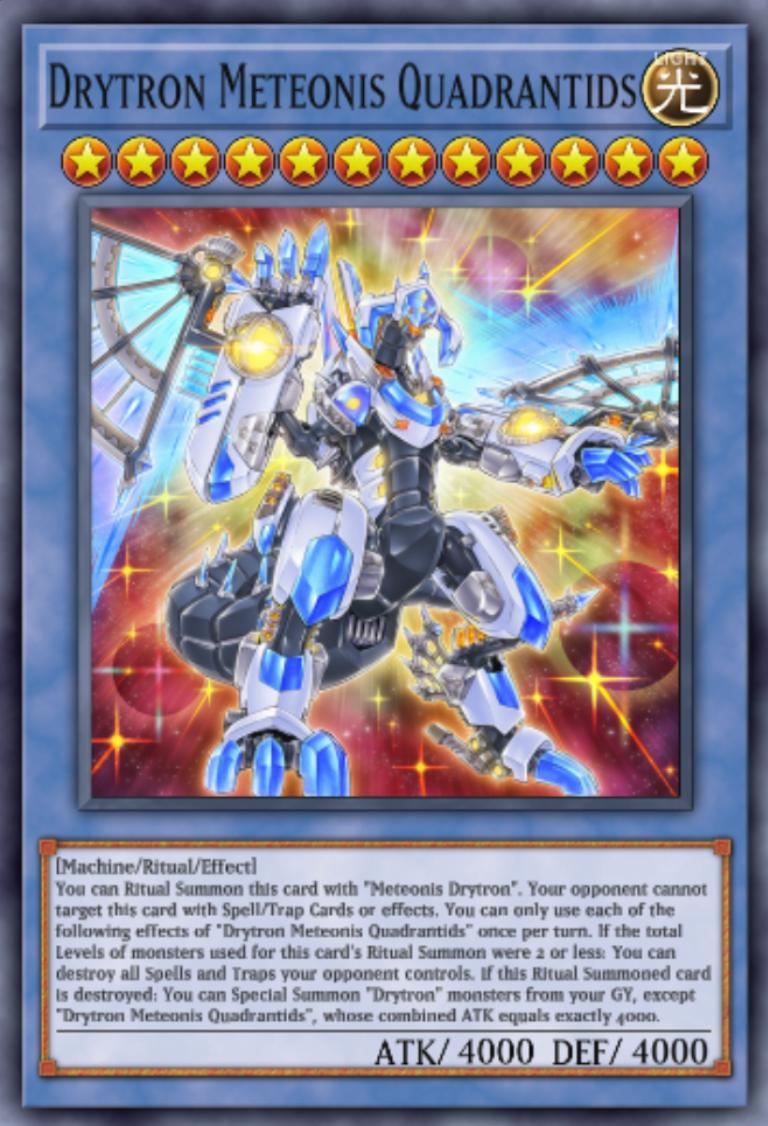 DRYTRON METEONIS QUADRANTIDS
LIGHT
光
[Machine/Ritual/Effect]
You can Ritual Summon this card with "Meteonis Drytron". Your opponent cannot
target this card with Spell/Trap Cards or effects. You can only use each of the
following effects of "Drytron Meteonis Quadrantids" once per turn. If the total
Levels of monsters used for this card's Ritual Summon were 2 or less: You can
destroy all Spells and Traps your opponent controls. If this Ritual Summoned card
is destroyed: You can Special Summon "Drytron" monsters from your GY, except
"Drytron Meteonis Quadrantids", whose combined ATK equals exactly 4000.
ATK/ 4000 DEF/ 4000